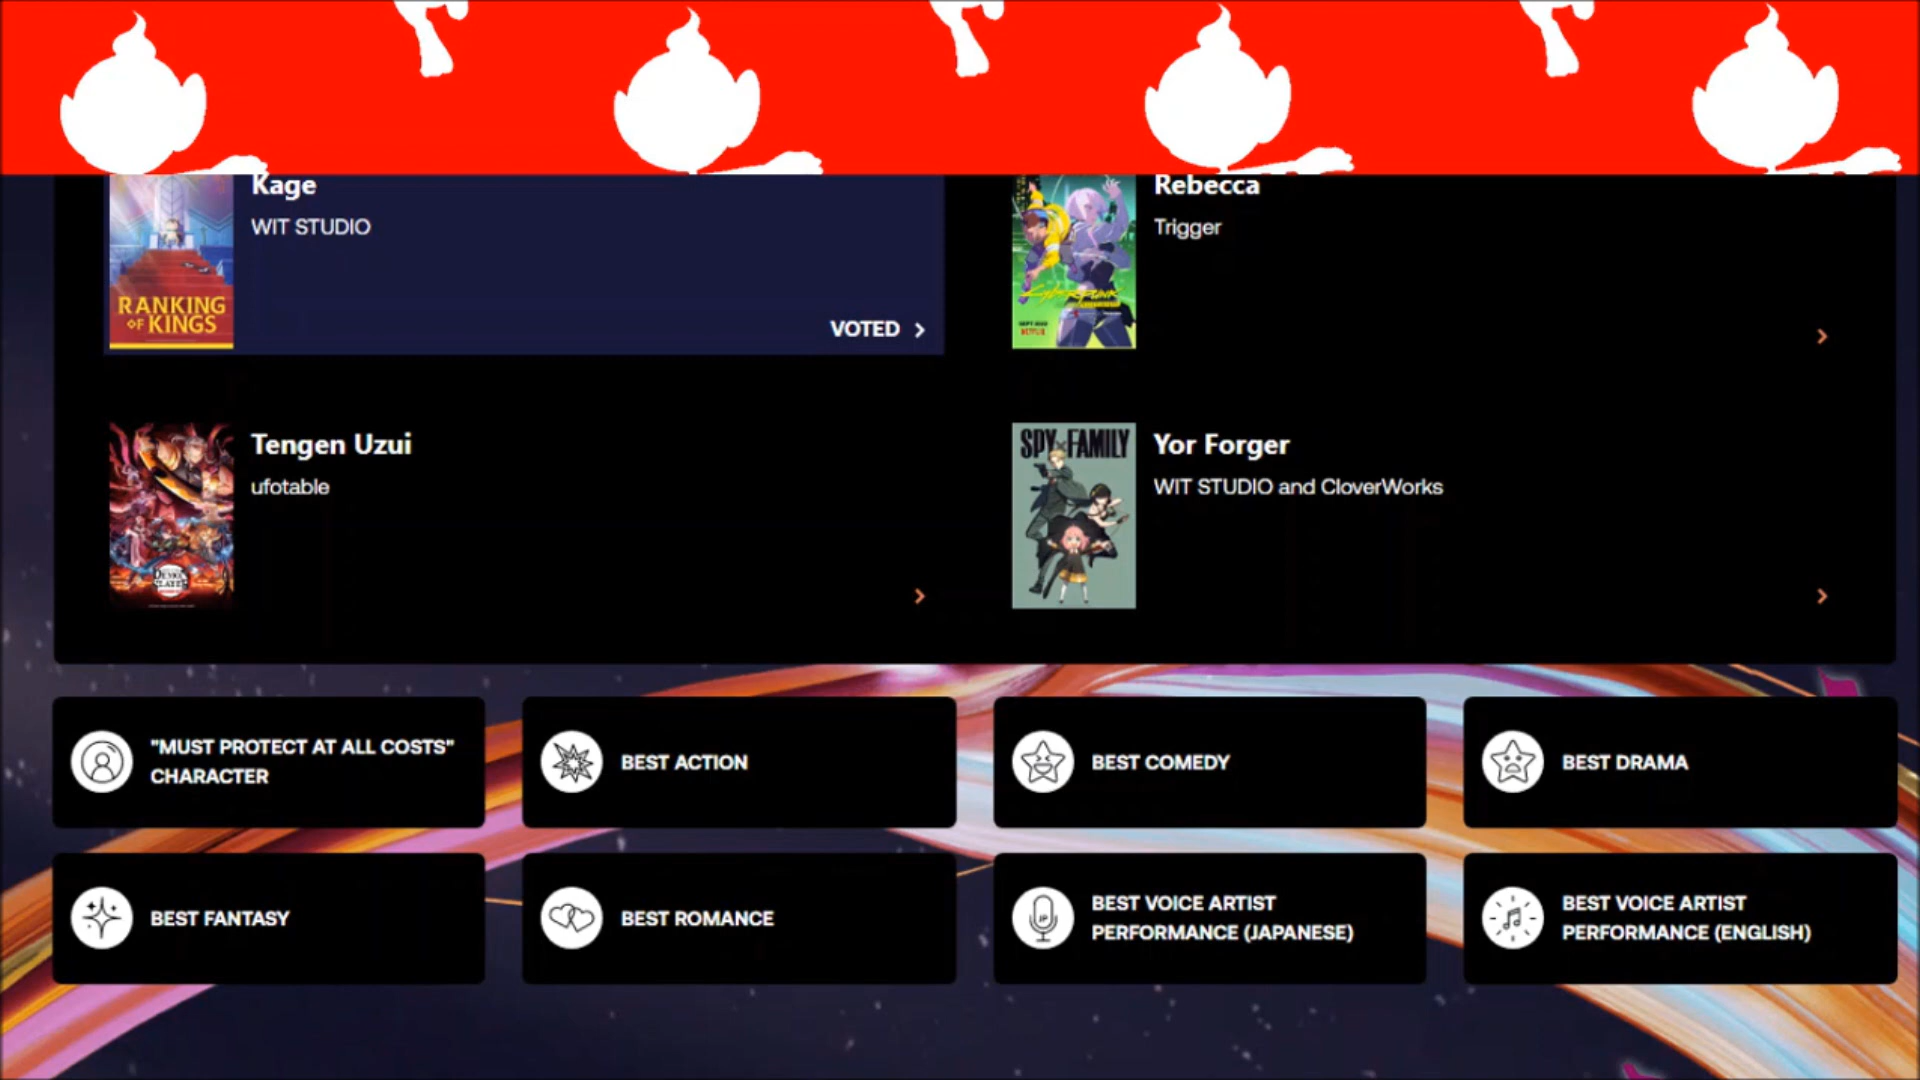 Kage
WIT STUDIO
RANKING
OF KINGS
VOTED
Rebecca
Trigger
Tengen Uzui
ufotable
SPY FAMILY
Yor Forger
WIT STUDIO and CloverWorks
"MUST PROTECT AT ALL COSTS"
CHARACTER
BEST ACTION
BEST COMEDY
BEST DRAMA
BEST FANTASY
BEST ROMANCE
JP
BEST VOICE ARTIST
PERFORMANCE (JAPANESE)
BEST VOICE ARTIST
PERFORMANCE (ENGLISH)